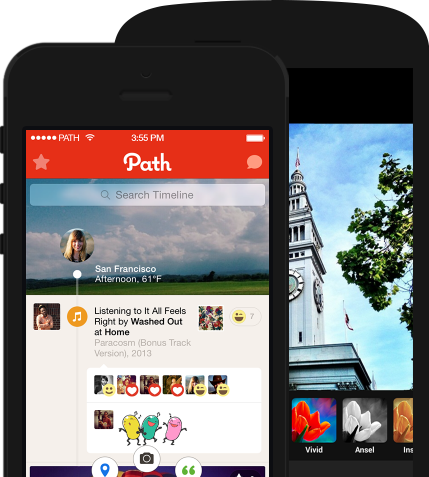 PATH
3:55 PM
Path
Search Timeline
San Francisco
Afternoon, 61°F
Listening to It All Feels
Right by Washed Out
at Home
Paracosm (Bonus Track
Version), 2013
7
Vivid
Ansel
Ins